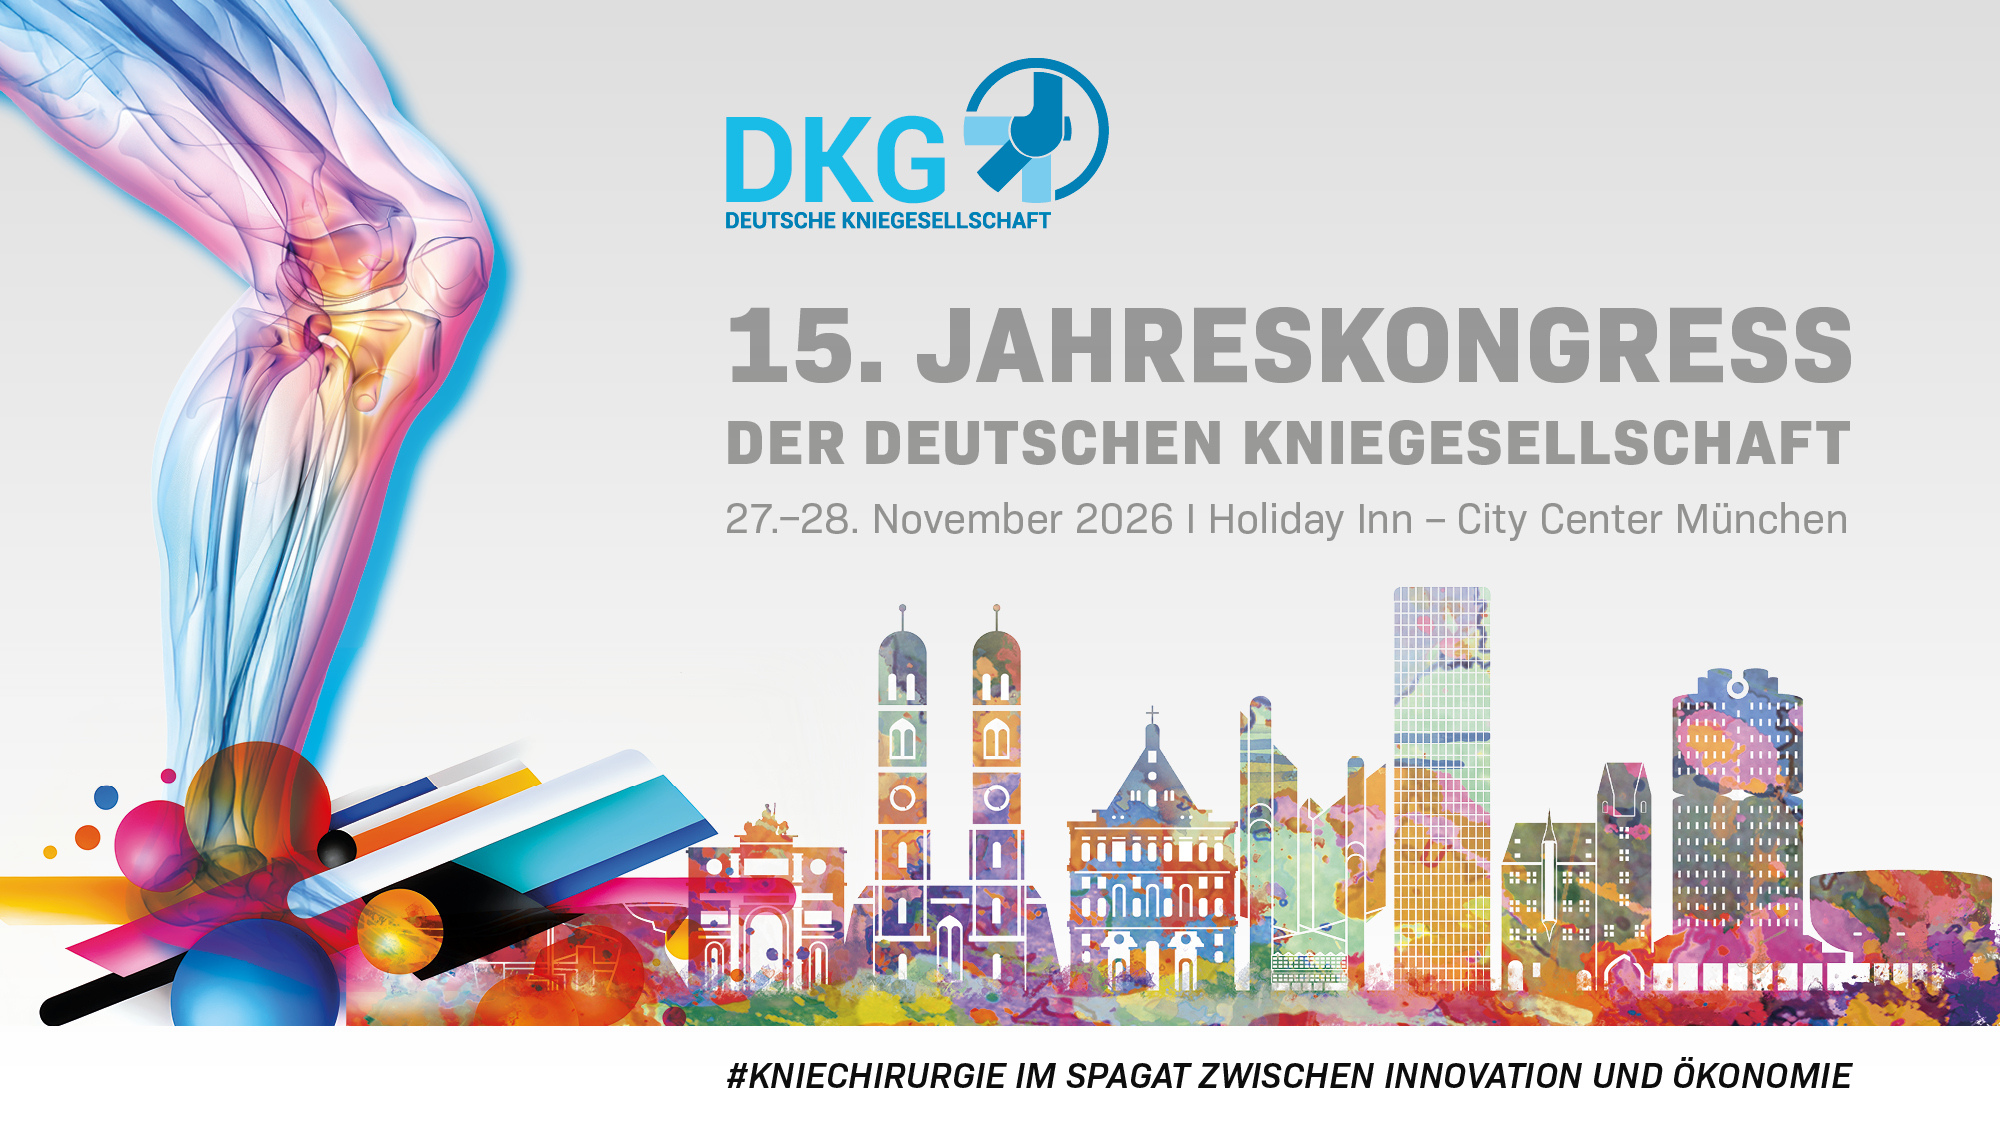 DKG
DEUTSCHE KNIEGESELLSCHAFT
15. JAHRESKONGRESS
DER DEUTSCHEN KNIEGESELLSCHAFT
27.–28. November 2026 I Holiday Inn – City Center München
#KNIECHIRURGIE IM SPAGAT ZWISCHEN INNOVATION UND ÖKONOMIE